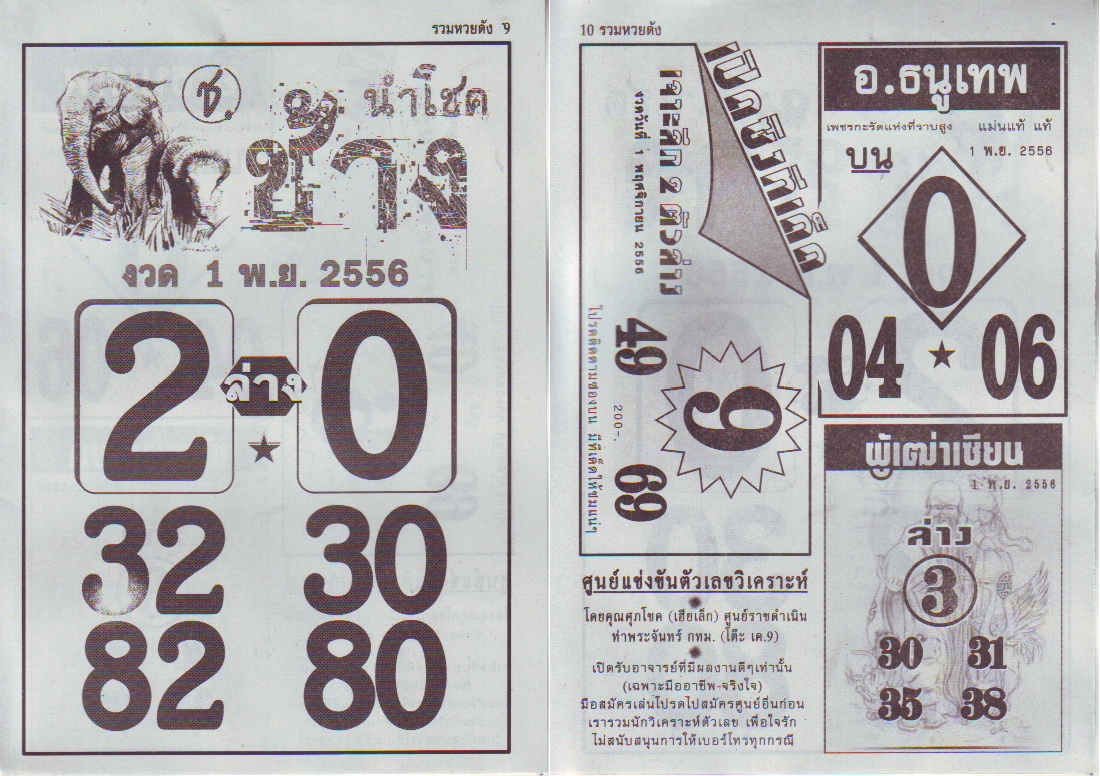 รวมหวยดัง 9
ช.
ช้าง
นำโชค
งวด 1 พ.ย. 2556
2 ล่าง 0
32 30
82 80
10 รวมหวยดัง
เจาะลึก 2 ตัวล่าง
งวดวันที่ 1 พฤศจิกายน 2556
9
49 69
200-.
อ.ธนูเทพ
เพชรกะรัตแห่งที่ราบสูง แม่นแท้ แท้
บน
1 พ.ย. 2556
0
04 06
ผู้เฒ่าเซียน
1 พ.ย. 2556
ล่าง
3
30 31
35 38
ศูนย์แข่งขันตัวเลขวิเคราะห์
โดยคุณศุภโชค (เฮียเล็ก) ศูนย์ราชดำเนิน
ท่าพระจันทร์ กทม. (โต๊ะ เค.9)
เปิดรับอาจารย์ที่มีผลงานดีๆเท่านั้น
(เฉพาะมืออาชีพ-จริงใจ)
มือสมัครเล่นโปรดไปสมัครศูนย์อื่นก่อน
เรารวมนักวิเคราะห์ตัวเลข เพื่อใจรัก
ไม่สนับสนุนการให้เบอร์โทรทุกกรณี